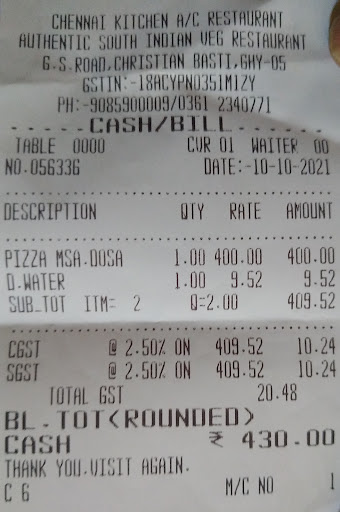 CHENNAI KITCHEN A/C RESTAURANT
AUTHENTIC SOUTH INDIAN VEG RESTAURANT
G.S.ROAD,CHRISTIAN BASTI,GHY-05
GSTIN:-18ACYPN0351M1ZY
PH:-9085900009/0361 2340771
-----CASH/BILL-----
TABLE 0000 CUR 01 WAITER 00
NO.056336 DATE:-10-10-2021
DESCRIPTION QTY RATE AMOUNT
PIZZA MSA.DOSA 1.00 400.00 400.00
D.WATER 1.00 9.52 9.52
SUB_TOT ITM= 2 Q=2.00 409.52
CGST @ 2.50% ON 409.52 10.24
SGST @ 2.50% ON 409.52 10.24
TOTAL GST 20.48
BL.TOT(ROUNDED)
CASH ₹ 430.00
THANK YOU.VISIT AGAIN.
C 6 M/C NO 1